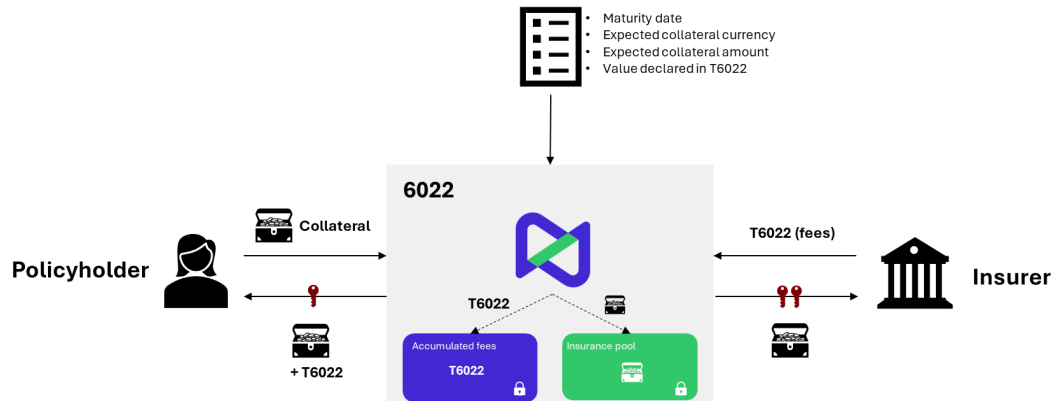 Maturity date
Expected collateral currency
Expected collateral amount
Value declared in T6022
6022
Collateral
T6022 (fees)
Policyholder
Insurer
T6022
+ T6022
Accumulated fees
T6022
Insurance pool